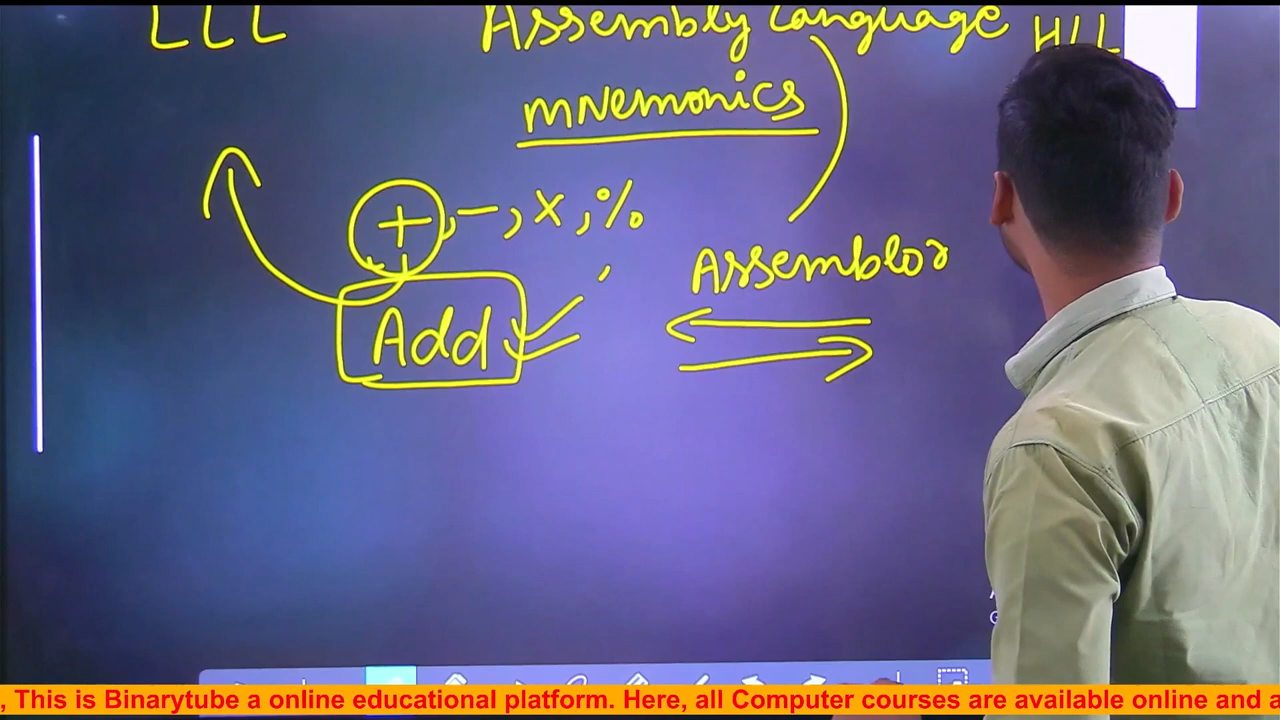 LLL Assembly Language HLL
mnemonics
+, -, x, %
Assemblor
Add
, This is Binarytube a online educational platform. Here, all Computer courses are available online and a